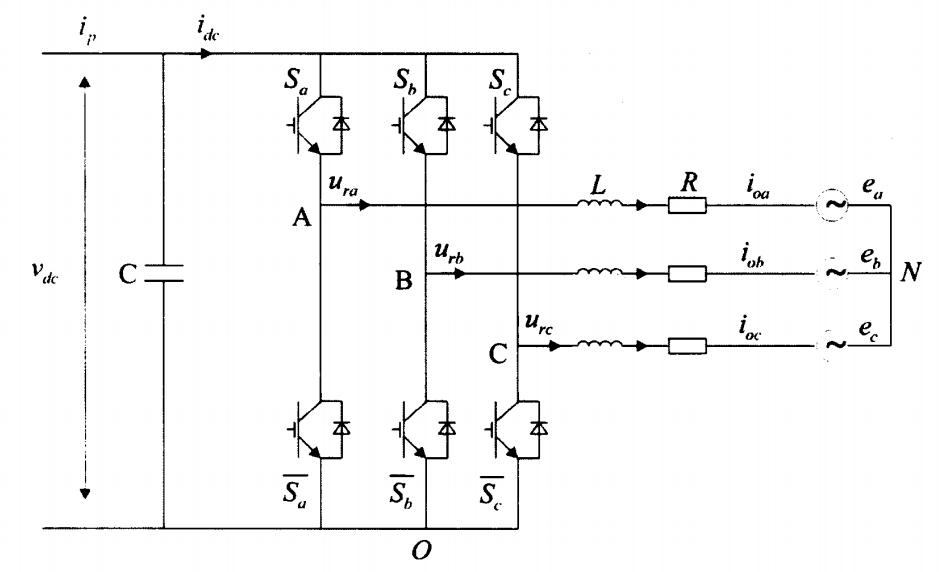 i_p i_dc
S_a S_b S_c
u_ra L R i_oa e_a
A
v_dc C B u_rb i_ob e_b N
C u_rc i_oc e_c
S̅_a S̅_b S̅_c
O